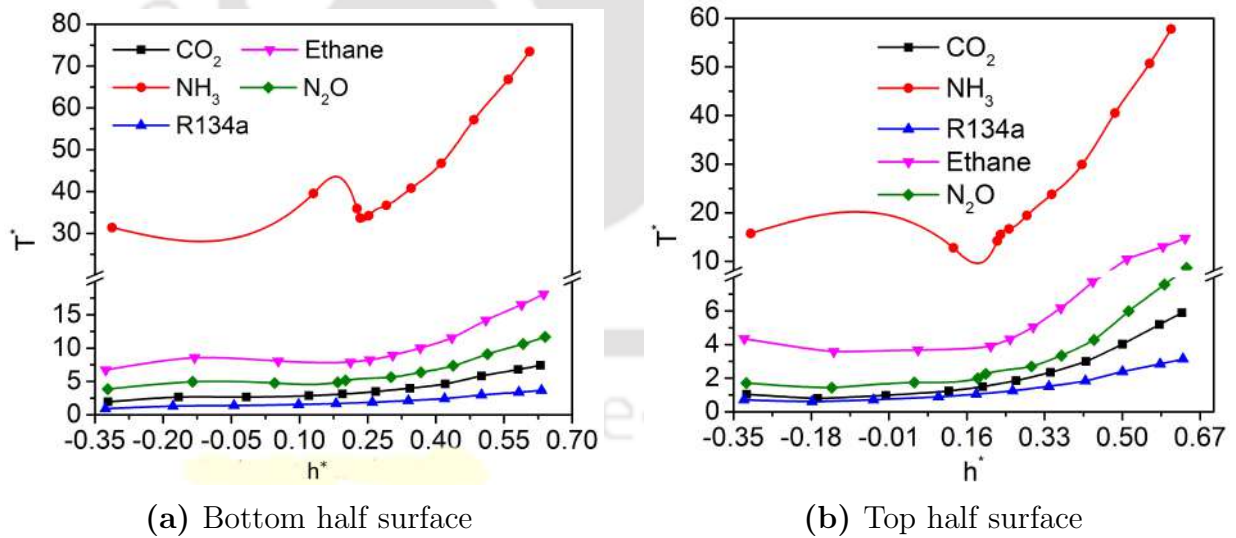 80
70
60
50
40
30
15
10
5
0
T*
CO₂
Ethane
NH₃
N₂O
R134a
-0.35 -0.20 -0.05 0.10 0.25 0.40 0.55 0.70
h*
(a) Bottom half surface
60
50
40
30
20
10
6
4
2
0
T*
CO₂
NH₃
R134a
Ethane
N₂O
-0.35 -0.18 -0.01 0.16 0.33 0.50 0.67
h*
(b) Top half surface